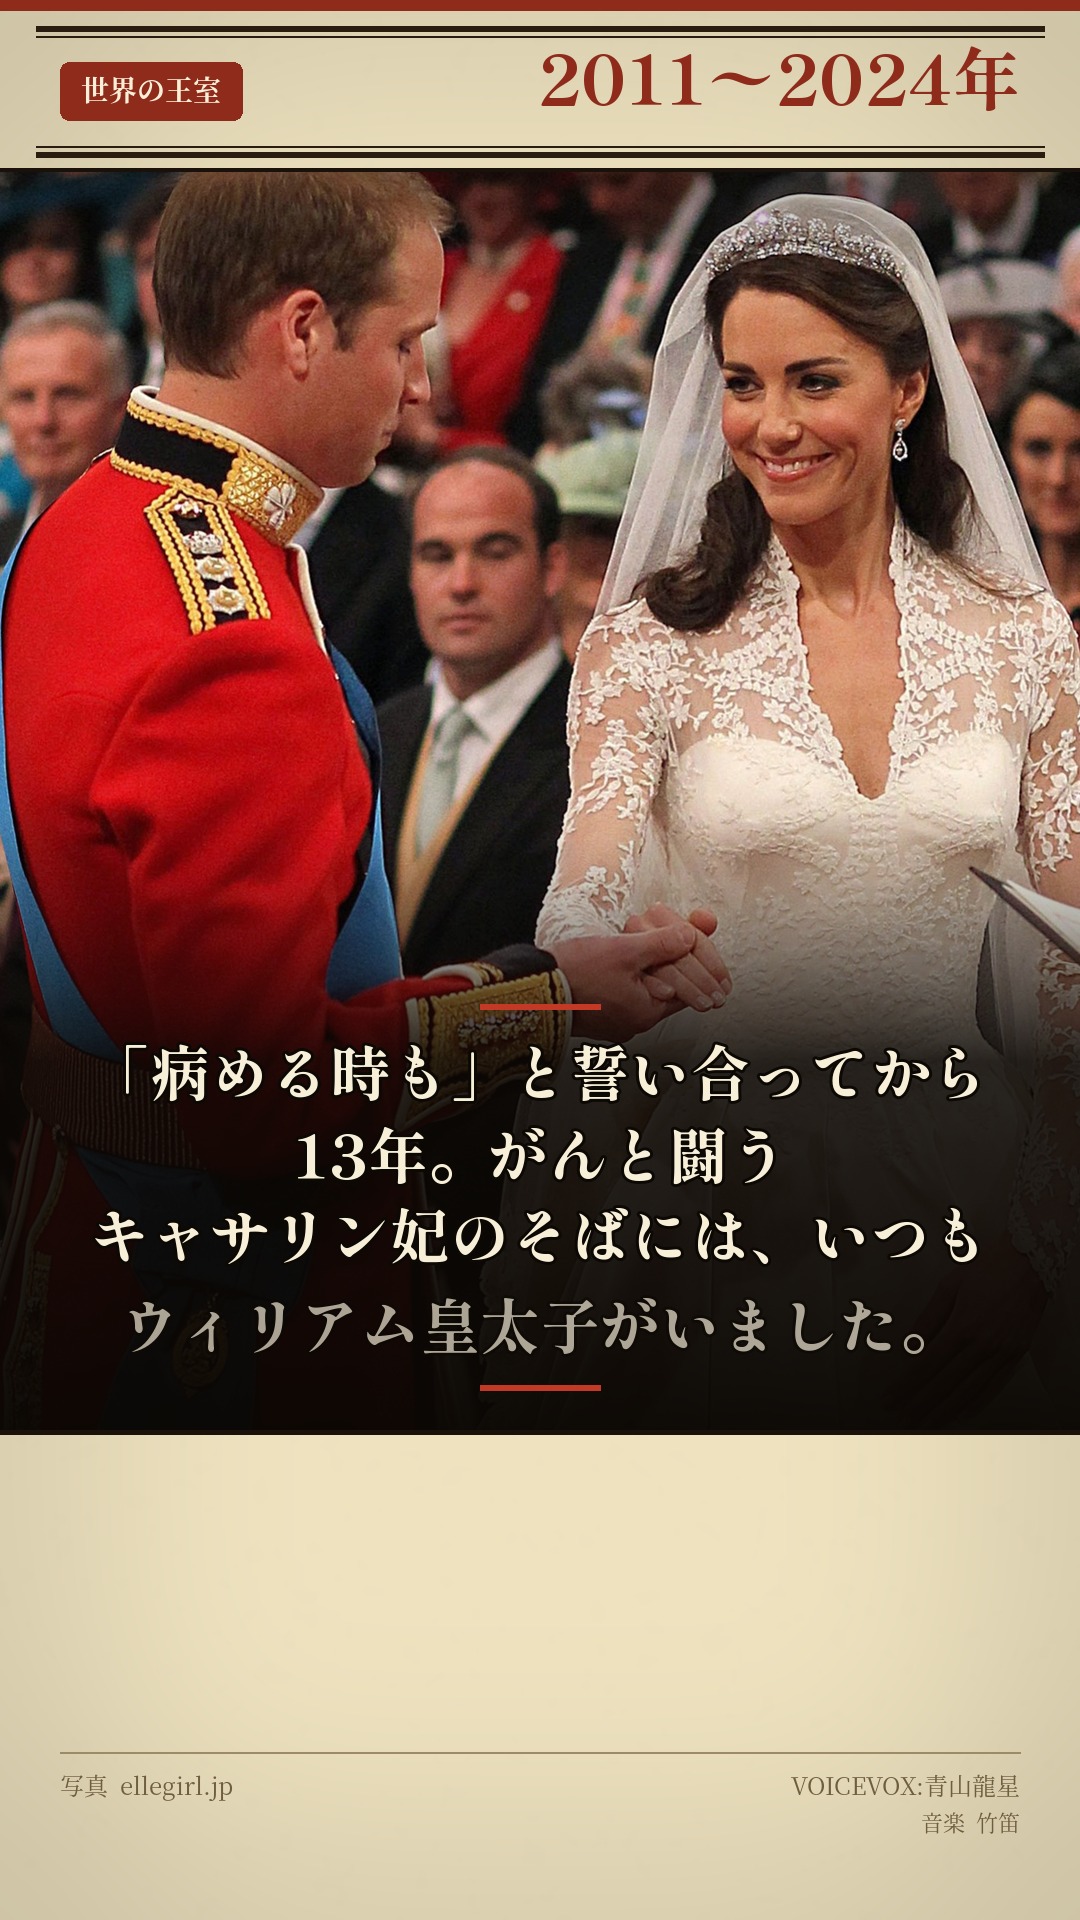 世界の王室
2011〜2024年
「病める時も」と誓い合ってから
13年。がんと闘う
キャサリン妃のそばには、いつも
ウィリアム皇太子がいました。
写真 ellegirl.jp
VOICEVOX:青山龍星
音楽 竹笛